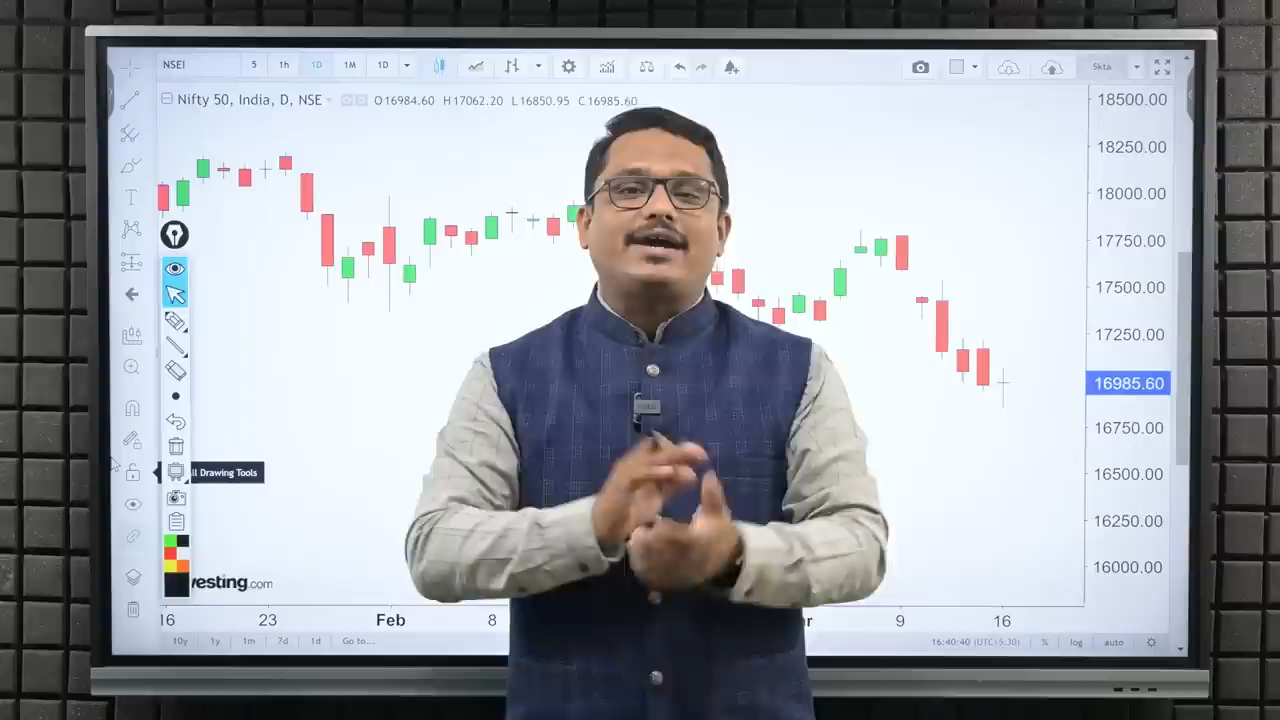 NSEI 5 1h 1D 1M 1D 5kta
Nifty 50, India, D, NSE O16984.60 H17062.20 L16850.95 C16985.60
18500.00
18250.00
18000.00
17750.00
17500.00
17250.00
16985.60
16750.00
16500.00
ll Drawing Tools
16250.00
16000.00
vesting.com
16 23 Feb 8 9 16
10y 1y 1m 7d 1d Go to... 16:40:40 (UTC+5:30) % log auto